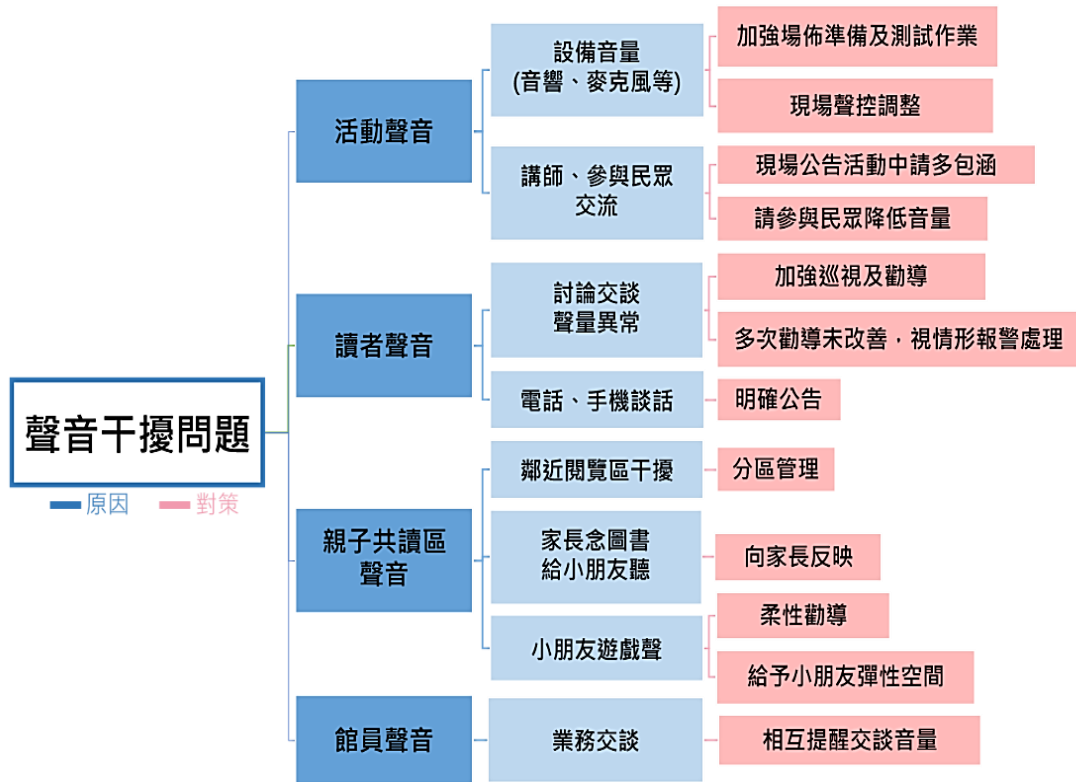 聲音干擾問題
原因
對策
活動聲音
設備音量
(音響、麥克風等)
加強場佈準備及測試作業
現場聲控調整
講師、參與民眾
交流
現場公告活動中請多包涵
請參與民眾降低音量
讀者聲音
討論交談
聲量異常
加強巡視及勸導
多次勸導未改善，視情形報警處理
電話、手機談話
明確公告
親子共讀區
聲音
鄰近閱覽區干擾
分區管理
家長念圖書
給小朋友聽
向家長反映
小朋友遊戲聲
柔性勸導
給予小朋友彈性空間
館員聲音
業務交談
相互提醒交談音量